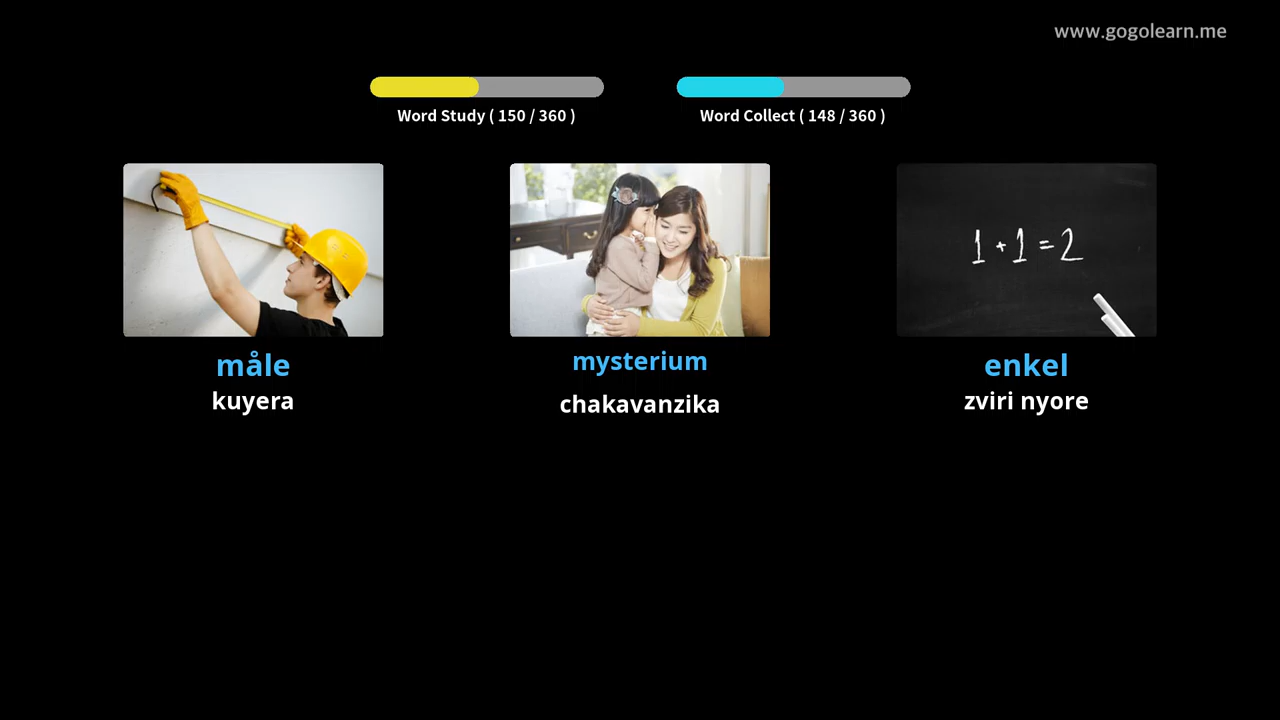 www.gogolearn.me
Word Study ( 150 / 360 )
Word Collect ( 148 / 360 )
1 + 1 = 2
måle
kuyera
mysterium
chakavanzika
enkel
zviri nyore